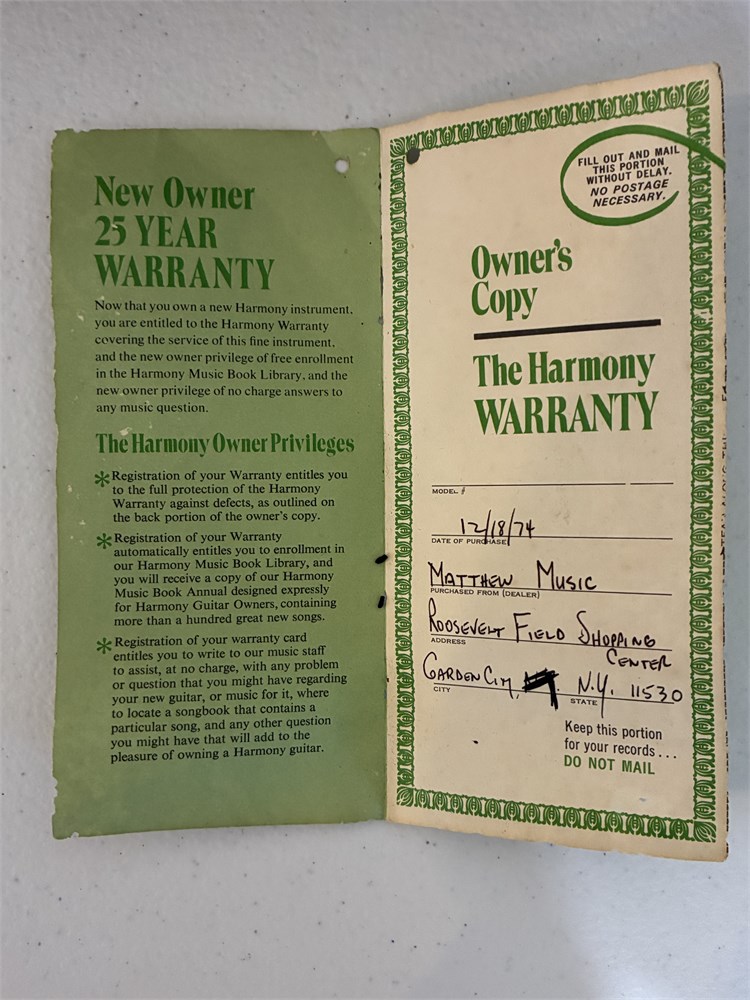 New Owner
25 YEAR
WARRANTY
Now that you own a new Harmony instrument,
you are entitled to the Harmony Warranty
covering the service of this fine instrument,
and the new owner privilege of free enrollment
in the Harmony Music Book Library, and the
new owner privilege of no charge answers to
any music question.
The Harmony Owner Privileges
* Registration of your Warranty entitles you
to the full protection of the Harmony
Warranty against defects, as outlined on
the back portion of the owner's copy.
* Registration of your Warranty
automatically entitles you to enrollment in
our Harmony Music Book Library, and
you will receive a copy of our Harmony
Music Book Annual designed expressly
for Harmony Guitar Owners, containing
more than a hundred great new songs.
* Registration of your warranty card
entitles you to write to our music staff
to assist, at no charge, with any problem
or question that you might have regarding
your new guitar, or music for it, where
to locate a songbook that contains a
particular song, and any other question
you might have that will add to the
pleasure of owning a Harmony guitar.
FILL OUT AND MAIL
THIS PORTION
WITHOUT DELAY.
NO POSTAGE
NECESSARY.
Owner's
Copy
The Harmony
WARRANTY
MODEL #
12/18/74
DATE OF PURCHASE
MATTHEW MUSIC
PURCHASED FROM (DEALER)
ROOSEVELT FIELD SHOPPING
CENTER
ADDRESS
GARDEN CITY, N.Y. 11530
CITY STATE
Keep this portion
for your records...
DO NOT MAIL